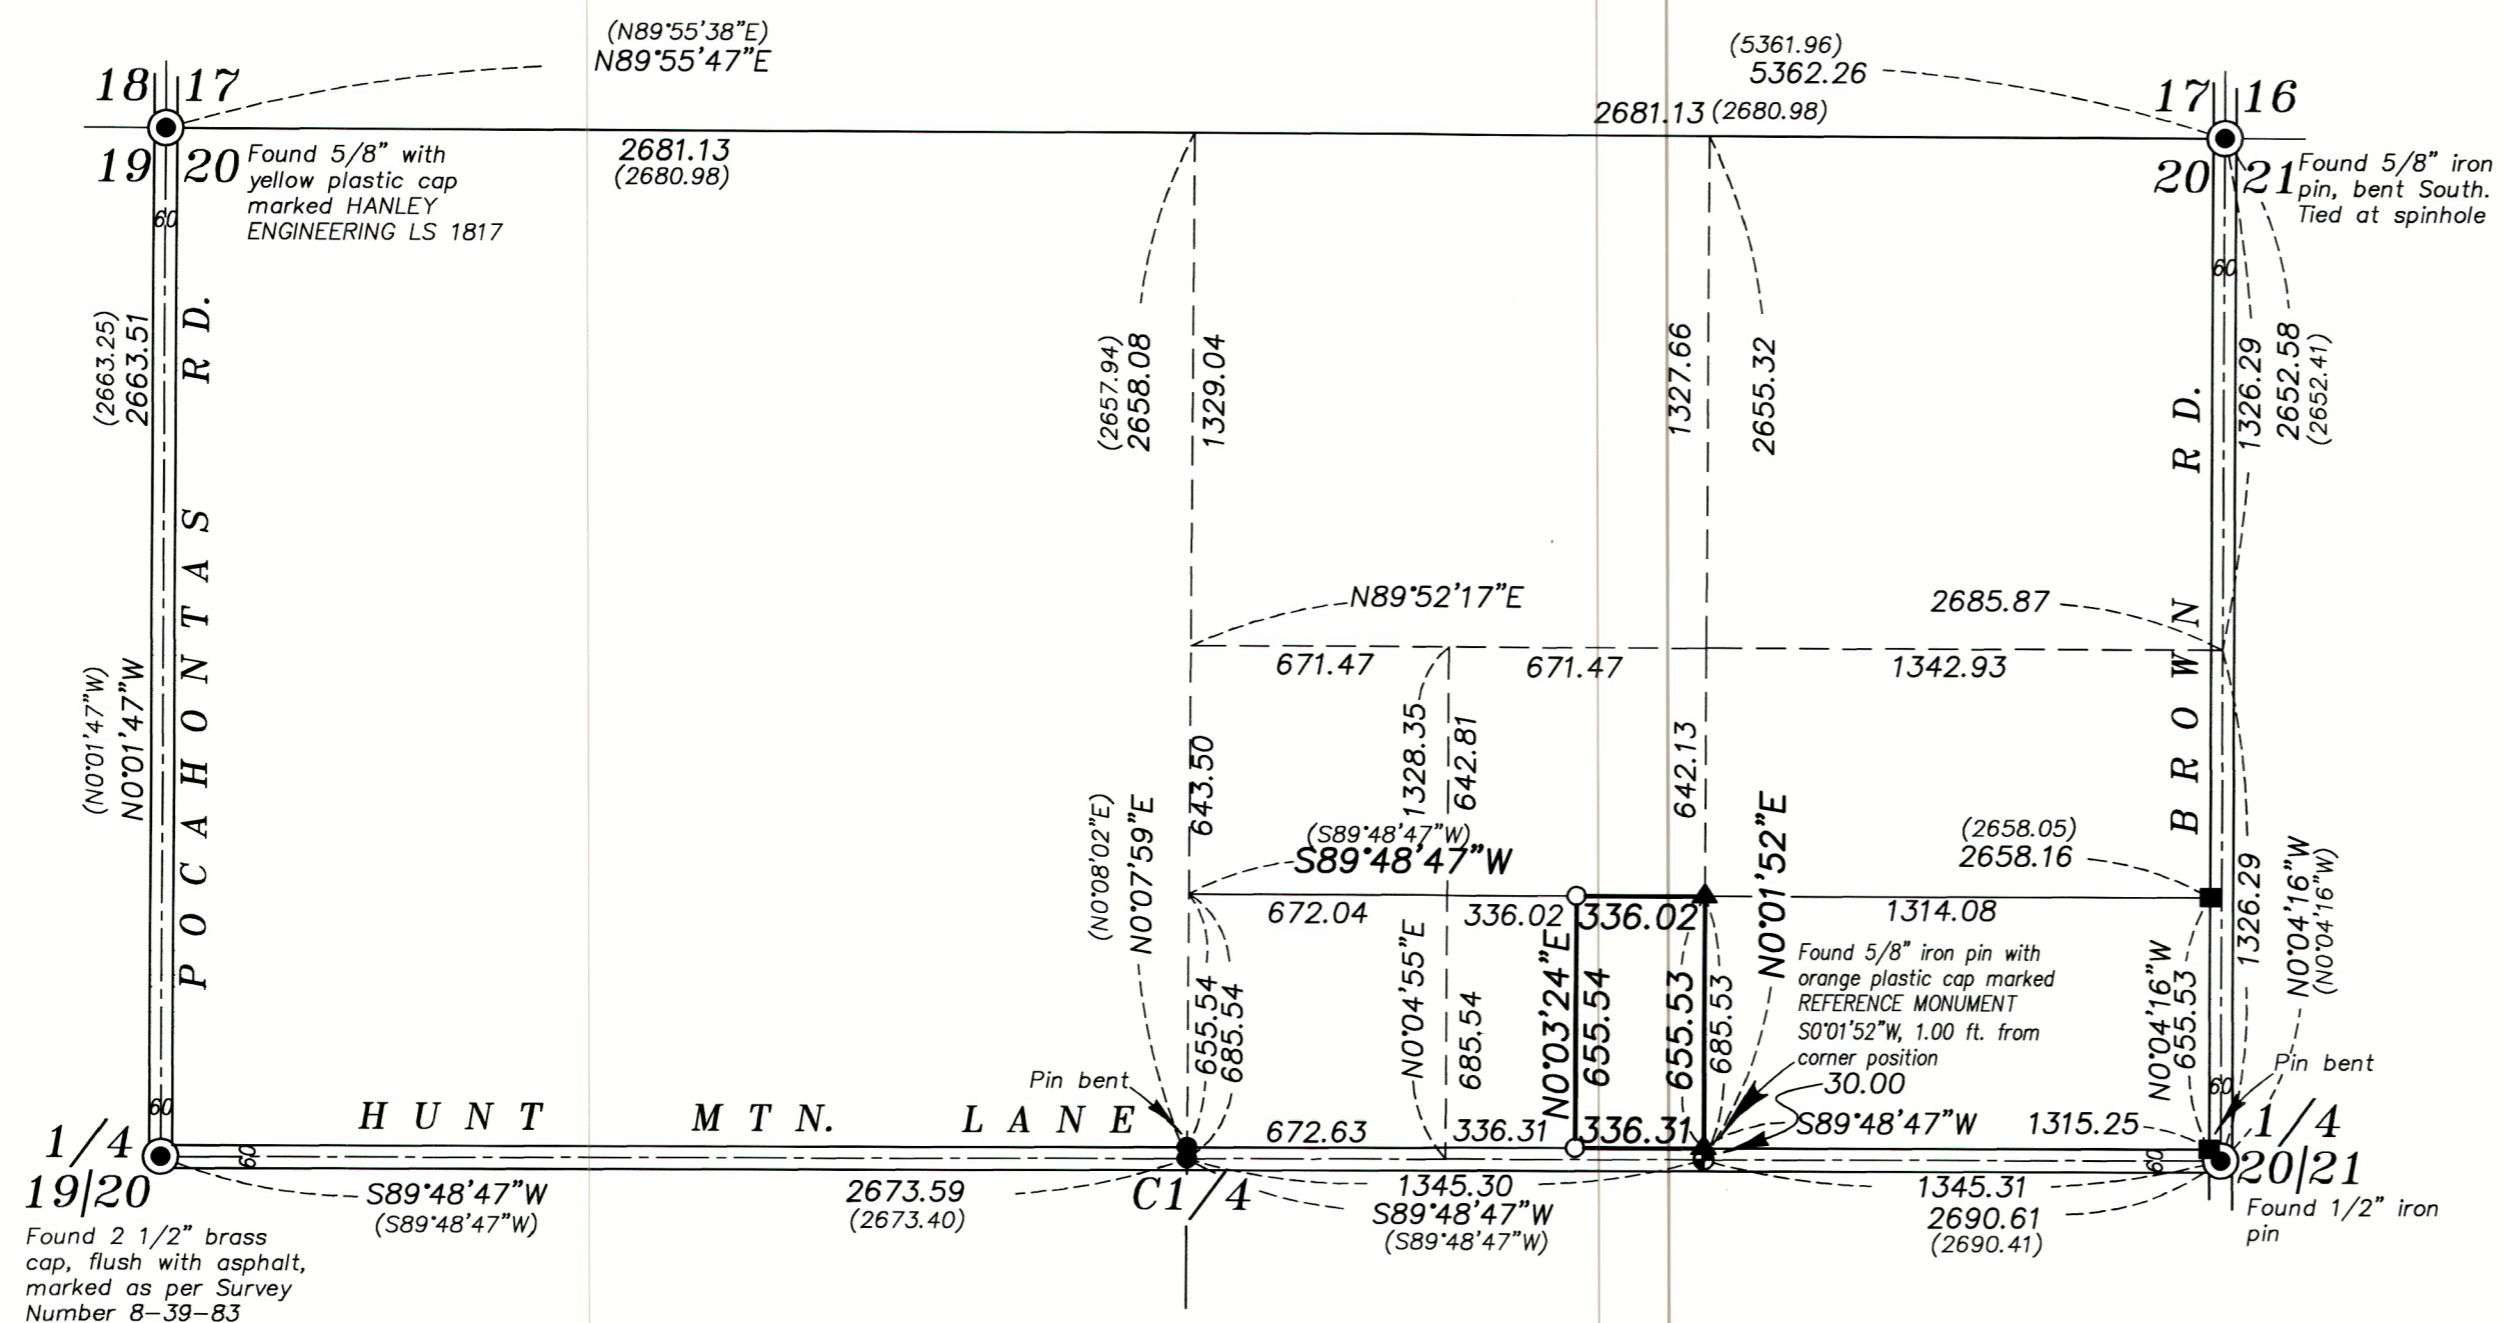 (N89°55'38"E)
N89°55'47"E
(5361.96)
5362.26
2681.13 (2680.98)
18 17
19 20
17 16
20 21
2681.13
(2680.98)
Found 5/8" with
yellow plastic cap
marked HANLEY
ENGINEERING LS 1817
Found 5/8" iron
pin, bent South.
Tied at spinhole
60
60
(2663.25)
2663.51
POCAHONTAS RD.
(N0°01'47"W)
N0°01'47"W
(2657.94)
2658.08
1329.04
1327.66
2655.32
BROWN RD.
1326.29
2652.58
(2652.41)
N89°52'17"E
2685.87
671.47
671.47
1342.93
643.50
1328.35
642.81
642.13
(N0°08'02"E)
N0°07'59"E
(S89°48'47"W)
S89°48'47"W
N0°01'52"E
(2658.05)
2658.16
1326.29
N0°04'16"W
(N0°04'16"W)
672.04
336.02
336.02
1314.08
655.54
685.54
N0°04'55"E
685.54
N0°03'24"E
655.54
655.53
685.53
Found 5/8" iron pin with
orange plastic cap marked
REFERENCE MONUMENT
S0°01'52"W, 1.00 ft. from
corner position
30.00
N0°04'16"W
655.53
Pin bent
Pin bent
60
60
HUNT MTN. LANE
672.63
336.31
336.31
S89°48'47"W
1315.25
1/4
19|20
60
60
1/4
20|21
S89°48'47"W
(S89°48'47"W)
2673.59
(2673.40)
C1/4
1345.30
S89°48'47"W
(S89°48'47"W)
1345.31
2690.61
(2690.41)
Found 1/2" iron
pin
Found 2 1/2" brass
cap, flush with asphalt,
marked as per Survey
Number 8-39-83